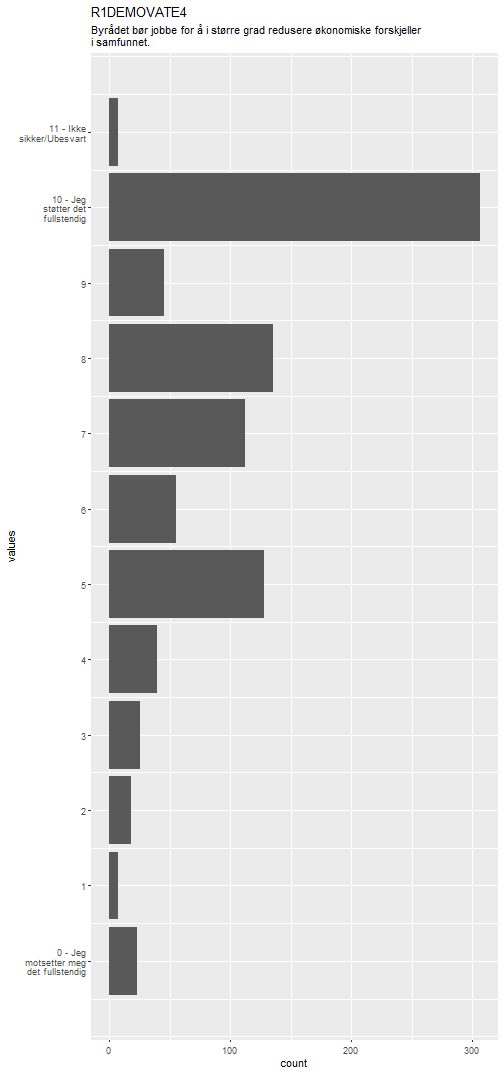 R1DEMOVATE4
Byrådet bør jobbe for å i større grad redusere økonomiske forskjeller
i samfunnet.
11 - Ikke
sikker/Ubesvart
10 - Jeg
støtter det
fullstendig
9
8
7
6
5
4
3
2
1
0 - Jeg
motsetter meg
det fullstendig
values
0 100 200 300
count